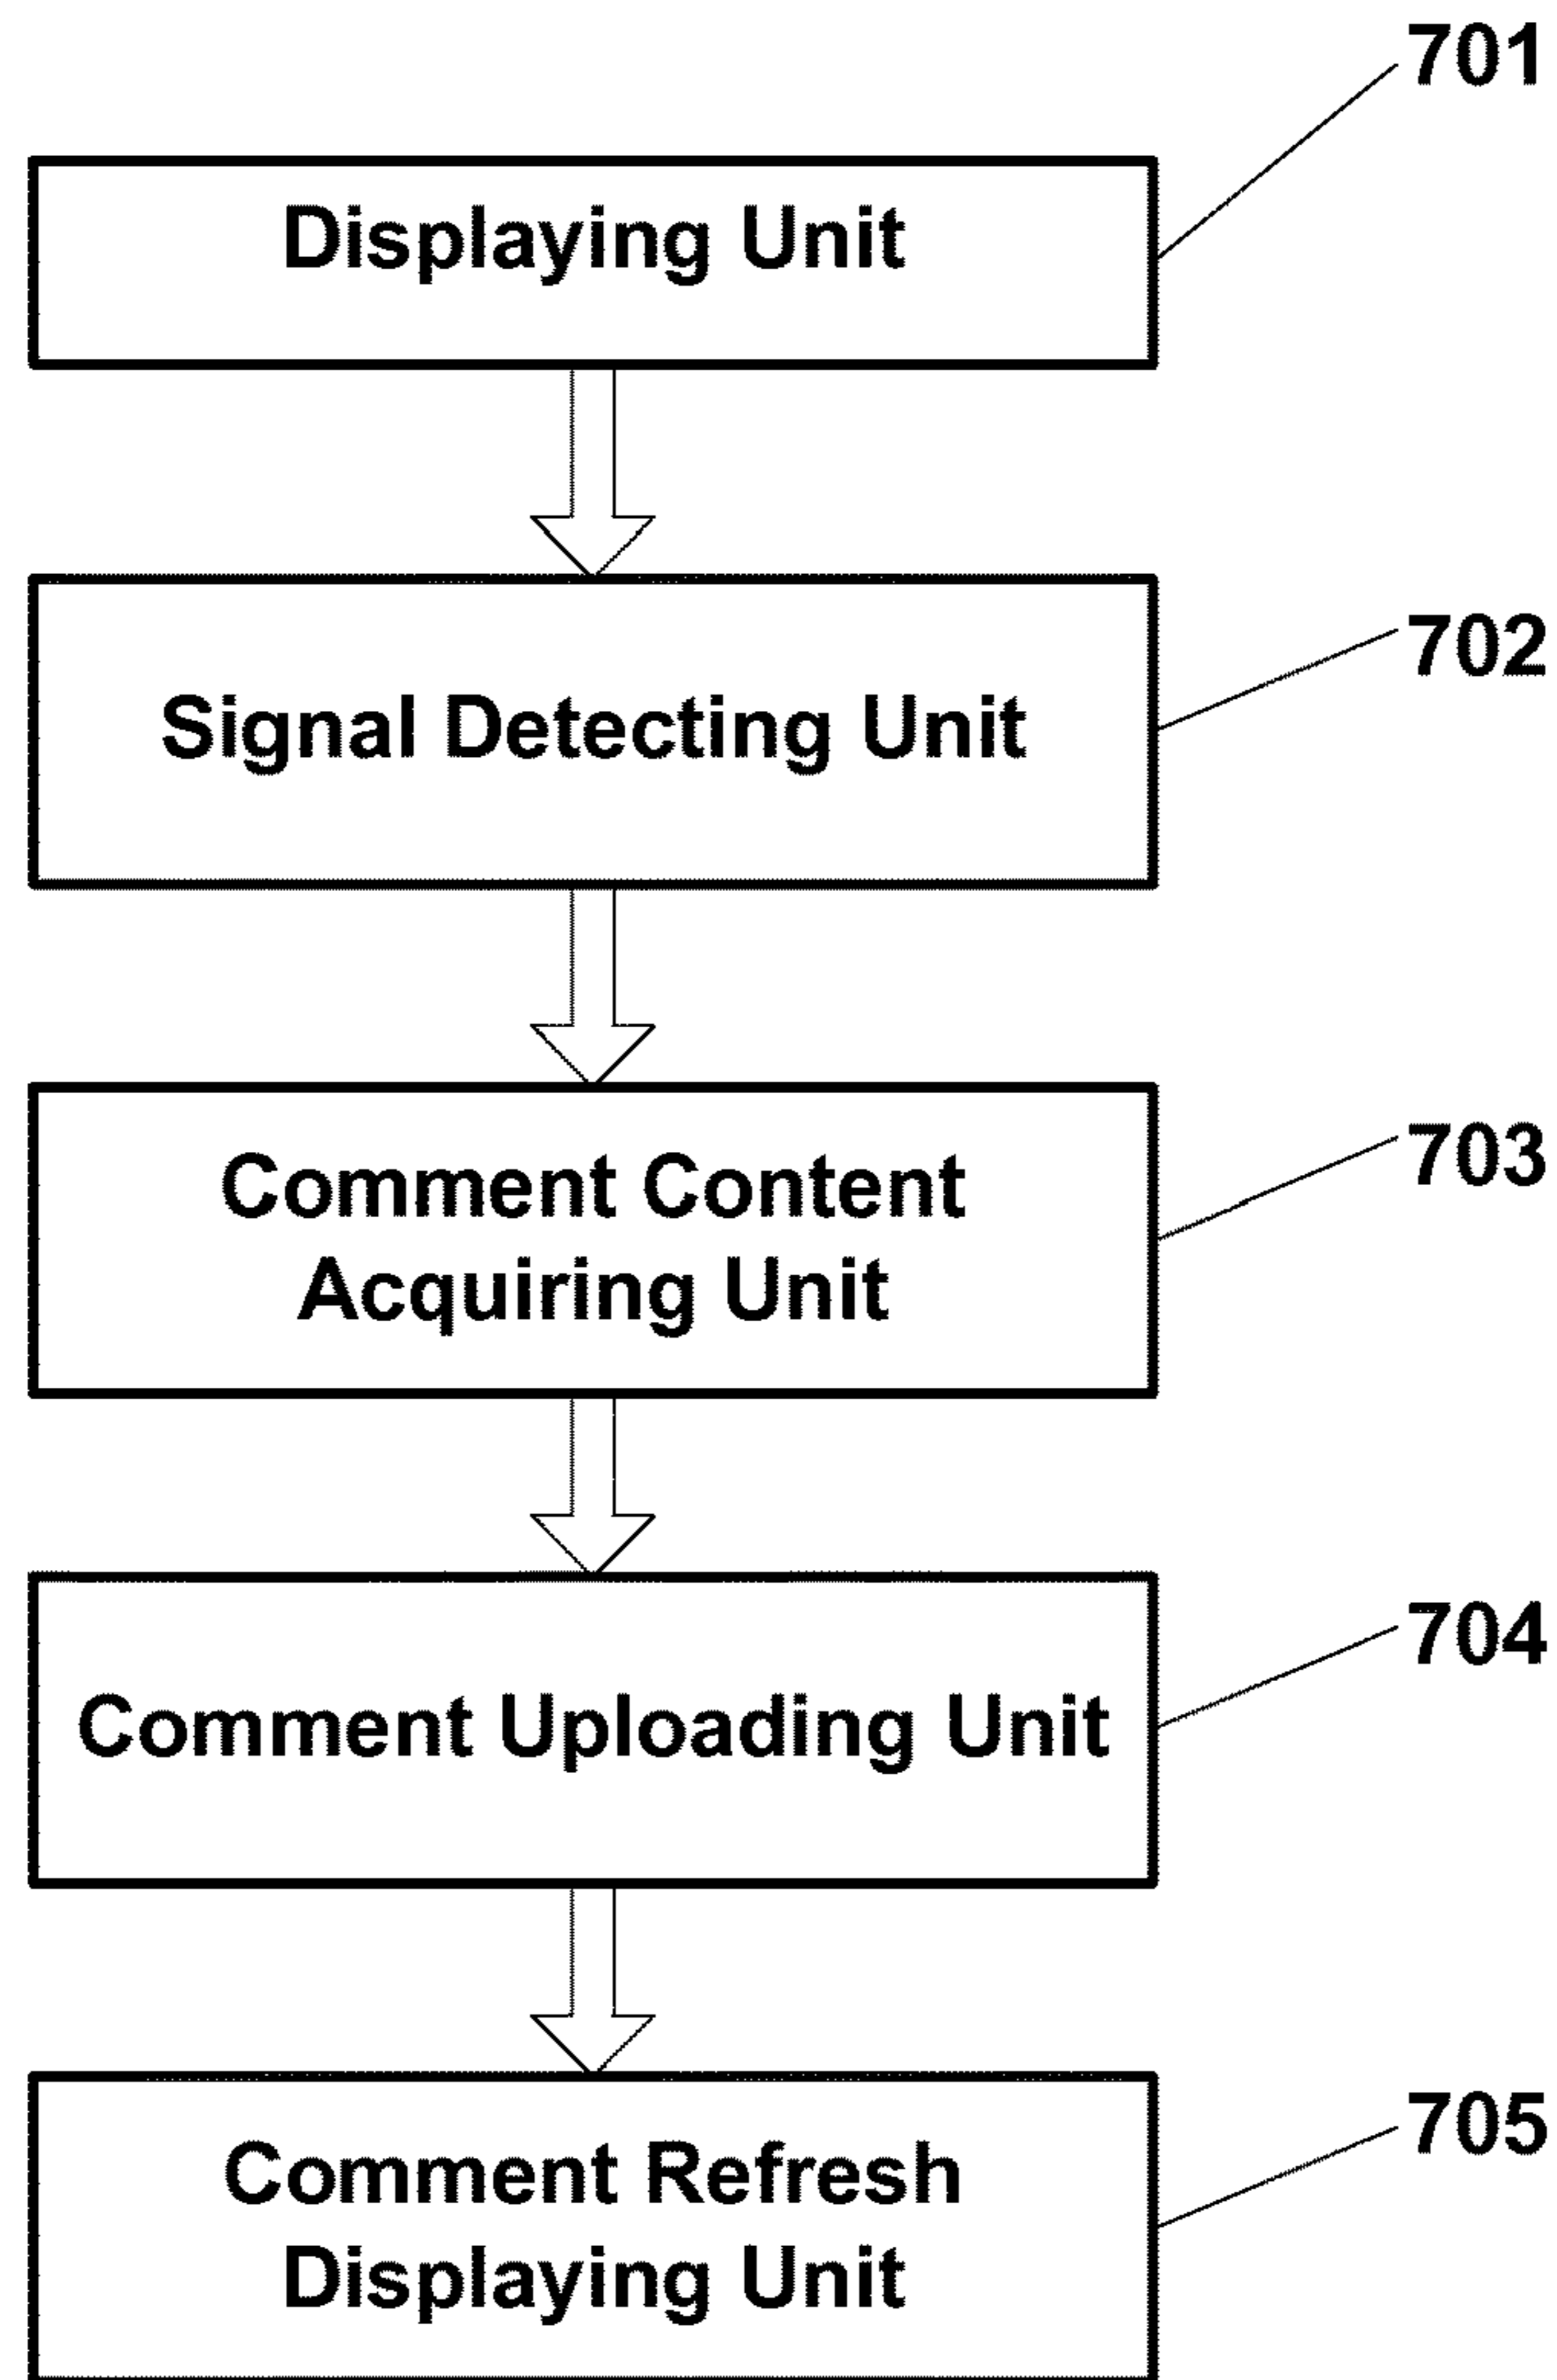 701
Displaying Unit
702
Signal Detecting Unit
703
Comment Content
Acquiring Unit
704
Comment Uploading Unit
705
Comment Refresh
Displaying Unit